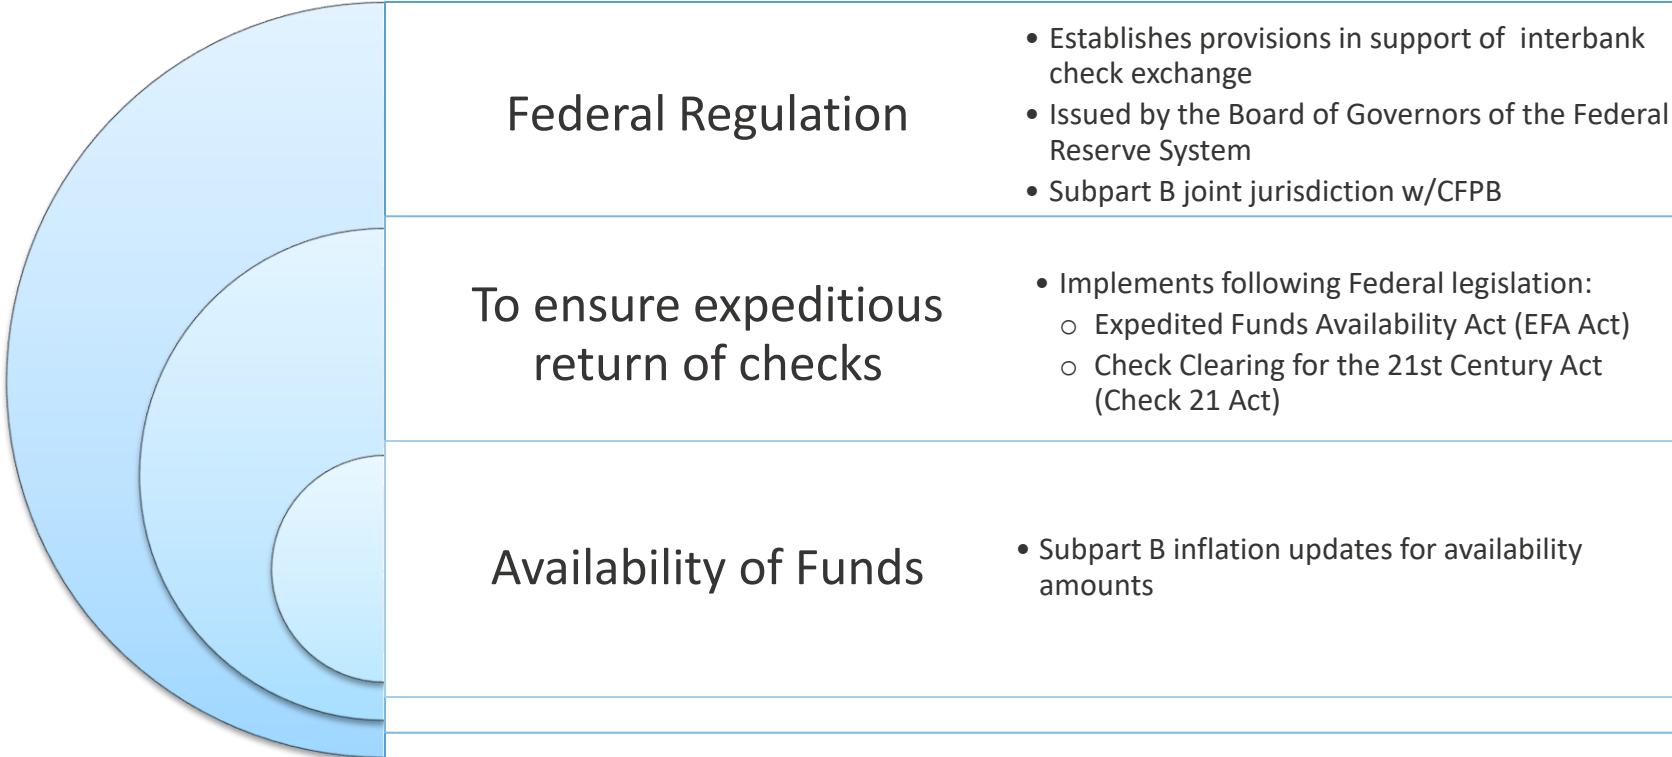 Federal Regulation
• Establishes provisions in support of  interbank
check exchange
• Issued by the Board of Governors of the Federal
Reserve System
• Subpart B joint jurisdiction w/CFPB
To ensure expeditious
return of checks
• Implements following Federal legislation:
o Expedited Funds Availability Act (EFA Act)
o Check Clearing for the 21st Century Act
(Check 21 Act)
Availability of Funds
• Subpart B inflation updates for availability
amounts